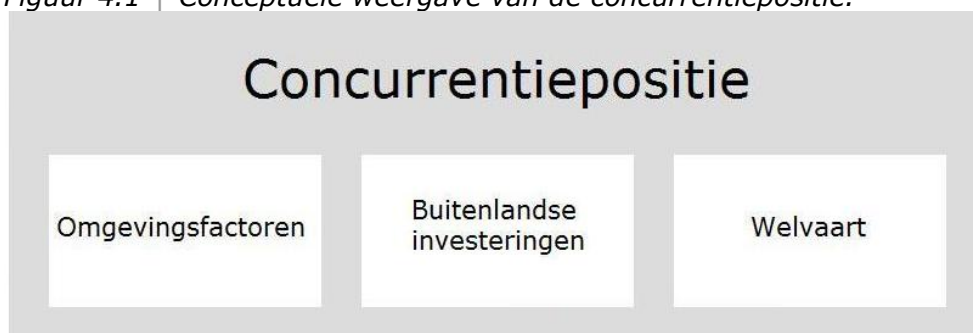 Figuur 4.1 | Conceptuele weergave van de concurrentiepositie.
Concurrentiepositie
Omgevingsfactoren
Buitenlandse
investeringen
Welvaart